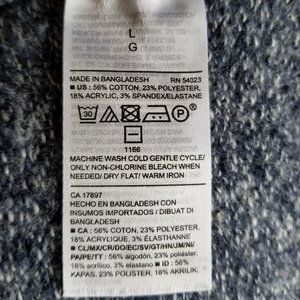 L
G
MADE IN BANGLADESH RN 54023
■ US : 56% COTTON, 23% POLYESTER,
18% ACRYLIC, 3% SPANDEX/ELASTANE
30 P
1166
MACHINE WASH COLD GENTLE CYCLE/
ONLY NON-CHLORINE BLEACH WHEN
NEEDED/ DRY FLAT/ WARM IRON
CA 17897
HECHO EN BANGLADESH CON
INSUMOS IMPORTADOS / DIBUAT DI
BANGLADESH
■ CA : 56% COTTON, 23% POLYESTER,
18% ACRYLIQUE, 3% ÉLASTHANNE
■ CL/MX/CR/DO/EC/SV/GT/HN/JM/NI/
PA/PE/TT : 56% algodón, 23% poliéster,
18% acrílico, 3% elastano ■ ID : 56%
KAPAS, 23% POLISTER, 18% AKRILIK,